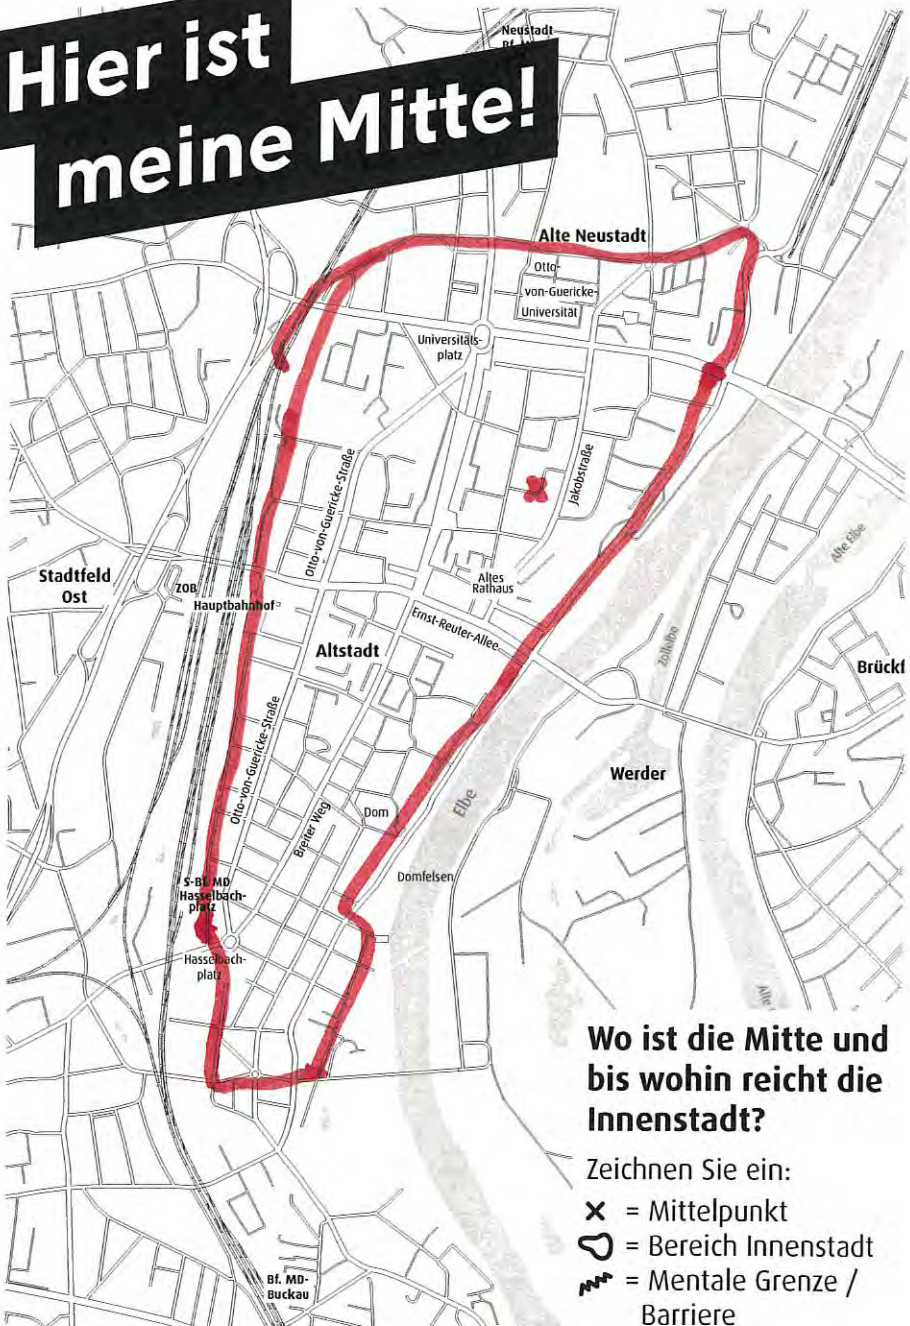 Hier ist
meine Mitte!
Neustadt
Alte Neustadt
Otto-
von-Guericke-
Universität
Universitäts-
platz
Otto-von-Guericke-Straße
Jakobstraße
Alte Elbe
Stadtfeld
Ost
ZOB
Hauptbahnhof
Altes
Rathaus
Ernst-Reuter-Allee
Altstadt
Zollelbe
Brückf
Otto-von-Guericke-Straße
Breiter Weg
Dom
Elbe
Werder
Domfelsen
S-Bf. MD
Hasselbach-
platz
Hasselbach-
platz
Alte
Bf. MD-
Buckau
Wo ist die Mitte und
bis wohin reicht die
Innenstadt?
Zeichnen Sie ein:
x = Mittelpunkt
= Bereich Innenstadt
= Mentale Grenze /
Barriere